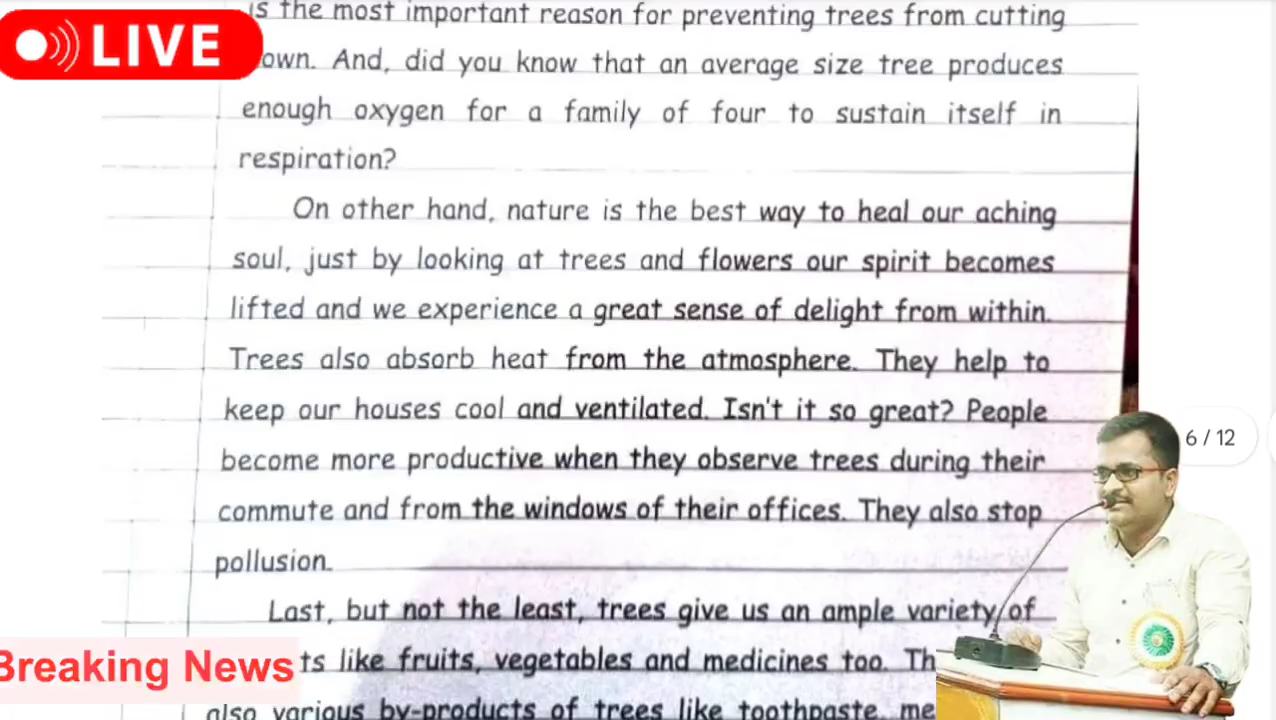 is the most important reason for preventing trees from cutting
LIVE
own. And, did you know that an average size tree produces
enough oxygen for a family of four to sustain itself in
respiration?
On other hand, nature is the best way to heal our aching
soul, just by looking at trees and flowers our spirit becomes
lifted and we experience a great sense of delight from within.
Trees also absorb heat from the atmosphere. They help to
keep our houses cool and ventilated. Isn't it so great? People
6 / 12
become more productive when they observe trees during their
commute and from the windows of their offices. They also stop
pollusion.
Last, but not the least, trees give us an ample variety of
Breaking News
ts like fruits, vegetables and medicines too. Th
also various by-products of trees like toothpaste, me